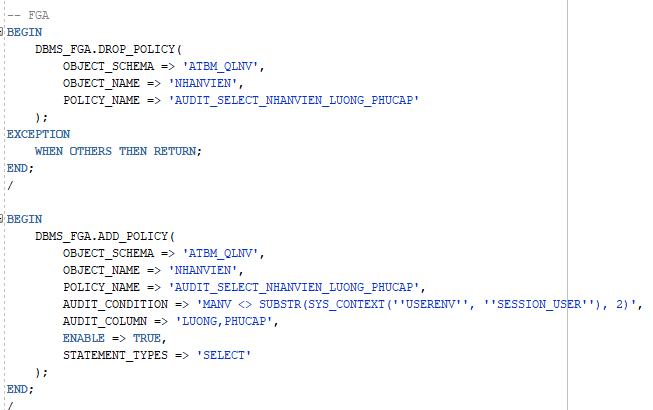 -- FGA
BEGIN
DBMS_FGA.DROP_POLICY(
OBJECT_SCHEMA => 'ATBM_QLNV',
OBJECT_NAME => 'NHANVIEN',
POLICY_NAME => 'AUDIT_SELECT_NHANVIEN_LUONG_PHUCAP'
);
EXCEPTION
WHEN OTHERS THEN RETURN;
END;
/
BEGIN
DBMS_FGA.ADD_POLICY(
OBJECT_SCHEMA => 'ATBM_QLNV',
OBJECT_NAME => 'NHANVIEN',
POLICY_NAME => 'AUDIT_SELECT_NHANVIEN_LUONG_PHUCAP',
AUDIT_CONDITION => 'MANV <> SUBSTR(SYS_CONTEXT(''USERENV'', ''SESSION_USER''), 2)',
AUDIT_COLUMN => 'LUONG,PHUCAP',
ENABLE => TRUE,
STATEMENT_TYPES => 'SELECT'
);
END;
/